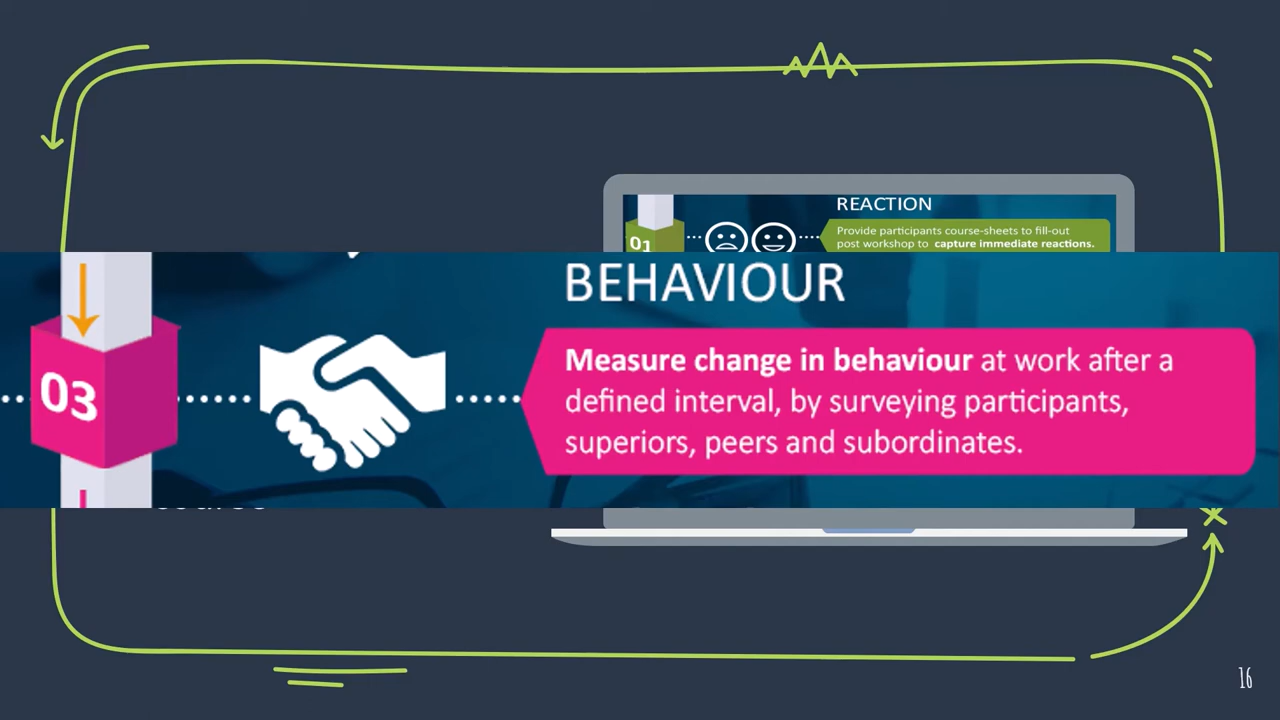 REACTION
01
Provide participants course-sheets to fill-out
post workshop to capture immediate reactions.
BEHAVIOUR
03
Measure change in behaviour at work after a
defined interval, by surveying participants,
superiors, peers and subordinates.
16